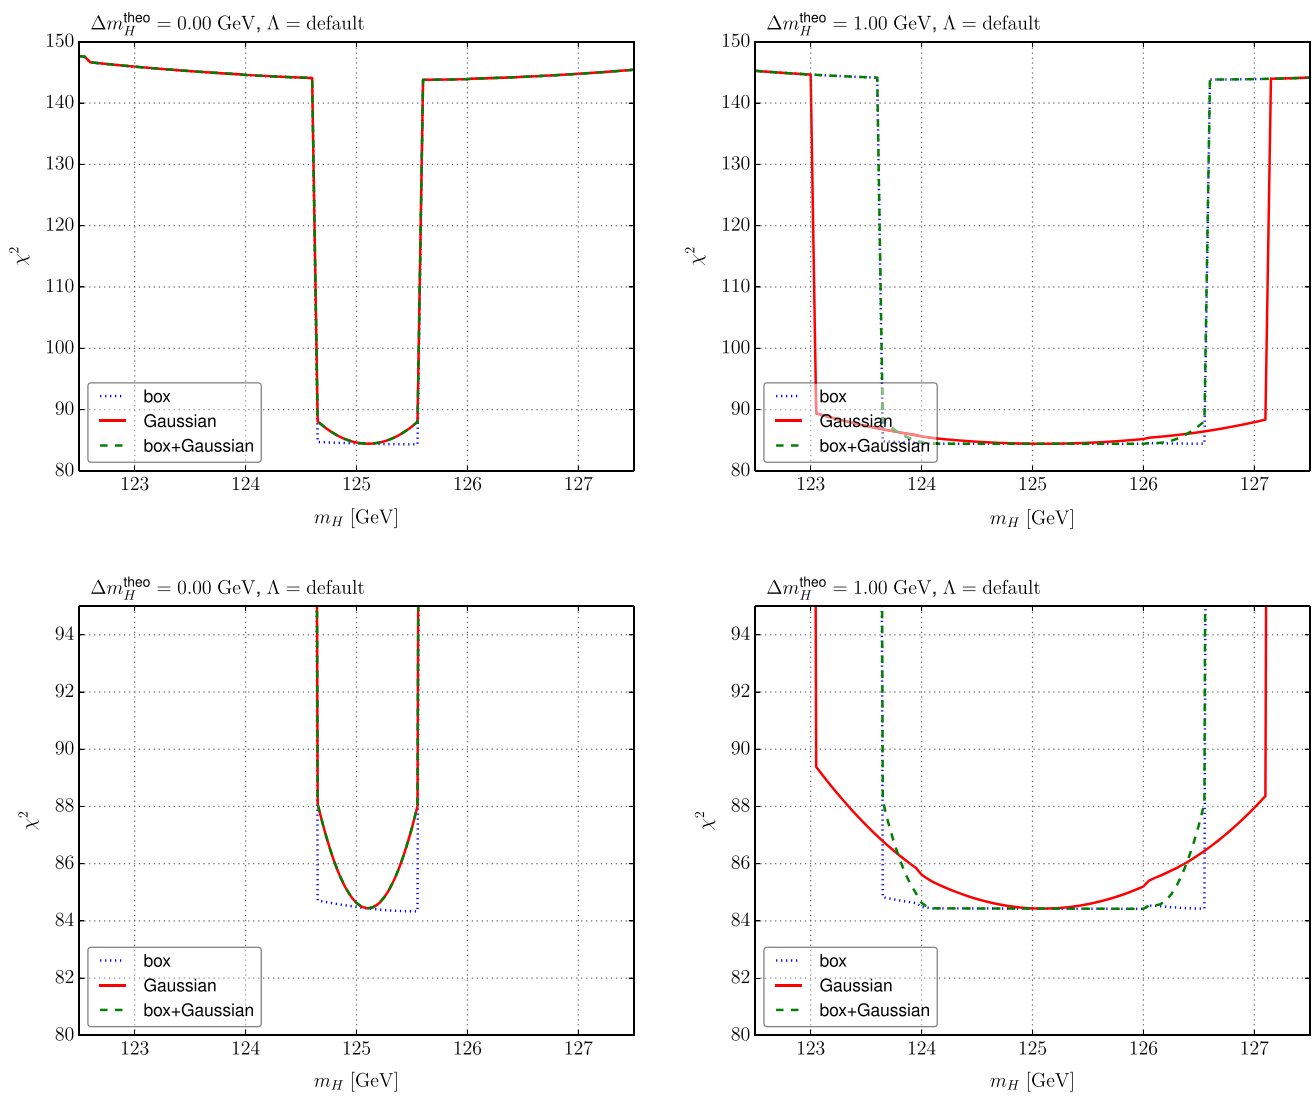 Δm_H^theo = 0.00 GeV, Λ = default
150
140
130
120
110
100
90
80
χ²
box
Gaussian
box+Gaussian
123 124 125 126 127
m_H [GeV]
Δm_H^theo = 1.00 GeV, Λ = default
150
140
130
120
110
100
90
80
χ²
box
Gaussian
box+Gaussian
123 124 125 126 127
m_H [GeV]
Δm_H^theo = 0.00 GeV, Λ = default
94
92
90
88
86
84
82
80
χ²
box
Gaussian
box+Gaussian
123 124 125 126 127
m_H [GeV]
Δm_H^theo = 1.00 GeV, Λ = default
94
92
90
88
86
84
82
80
χ²
box
Gaussian
box+Gaussian
123 124 125 126 127
m_H [GeV]